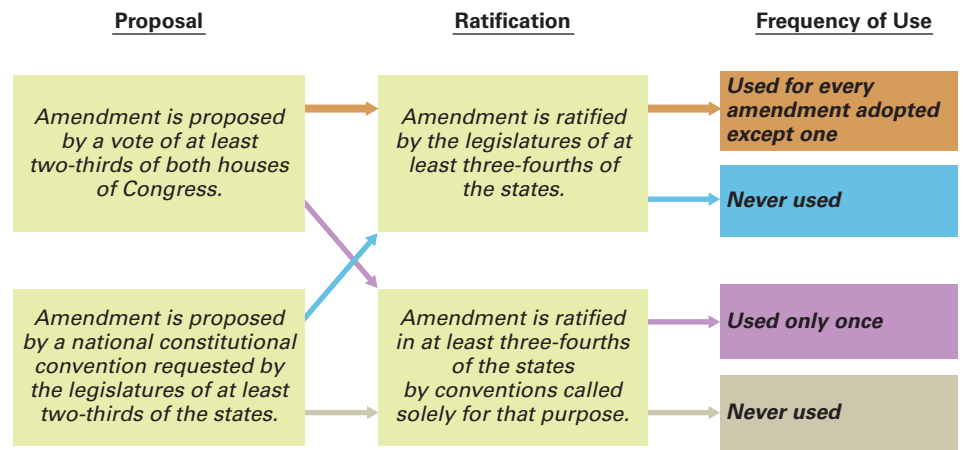 Proposal
Ratification
Frequency of Use
Amendment is proposed
by a vote of at least
two-thirds of both houses
of Congress.
Amendment is ratified
by the legislatures of at
least three-fourths of
the states.
Used for every
amendment adopted
except one
Never used
Amendment is proposed
by a national constitutional
convention requested by
the legislatures of at least
two-thirds of the states.
Amendment is ratified
in at least three-fourths
of the states
by conventions called
solely for that purpose.
Used only once
Never used